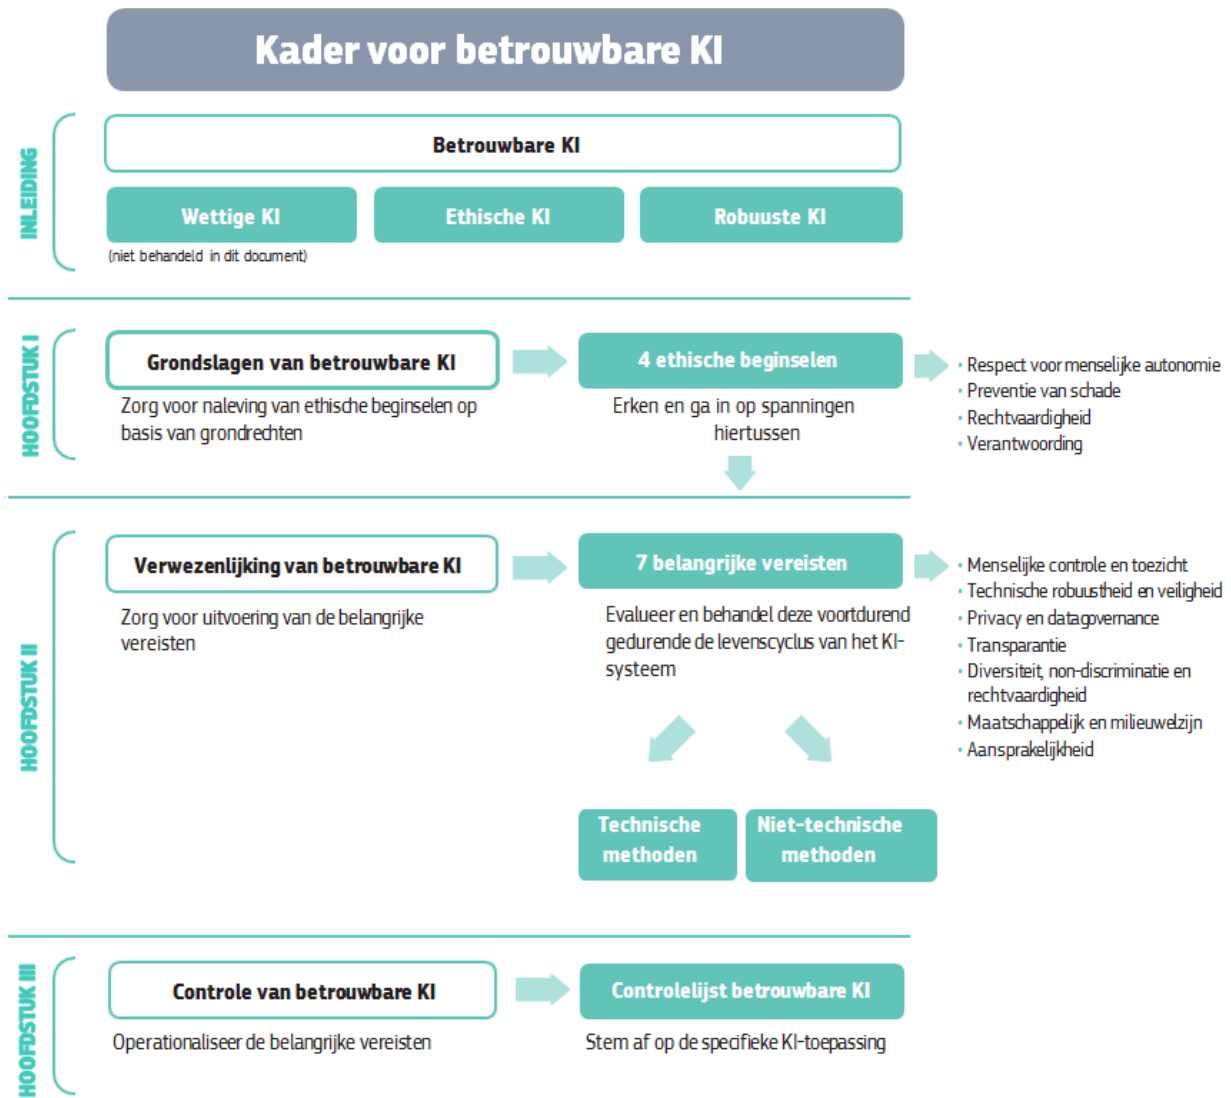 Kader voor betrouwbare KI
INLEIDING
Betrouwbare KI
Wettige KI
Ethische KI
Robuuste KI
(niet behandeld in dit document)
HOOFDSTUK I
Grondslagen van betrouwbare KI
Zorg voor naleving van ethische beginselen op
basis van grondrechten
4 ethische beginselen
Erken en ga in op spanningen
hiertussen
• Respect voor menselijke autonomie
• Preventie van schade
• Rechtvaardigheid
• Verantwoording
HOOFDSTUK II
Verwezenlijking van betrouwbare KI
Zorg voor uitvoering van de belangrijke
vereisten
7 belangrijke vereisten
Evalueer en behandel deze voortdurend
gedurende de levenscyclus van het KI-
systeem
• Menselijke controle en toezicht
• Technische robuustheid en veiligheid
• Privacy en datagovernance
• Transparantie
• Diversiteit, non-discriminatie en
rechtvaardigheid
• Maatschappelijk en milieuwelzijn
• Aansprakelijkheid
Technische
methoden
Niet-technische
methoden
HOOFDSTUK III
Controle van betrouwbare KI
Operationaliseer de belangrijke vereisten
Controlelijst betrouwbare KI
Stem af op de specifieke KI-toepassing